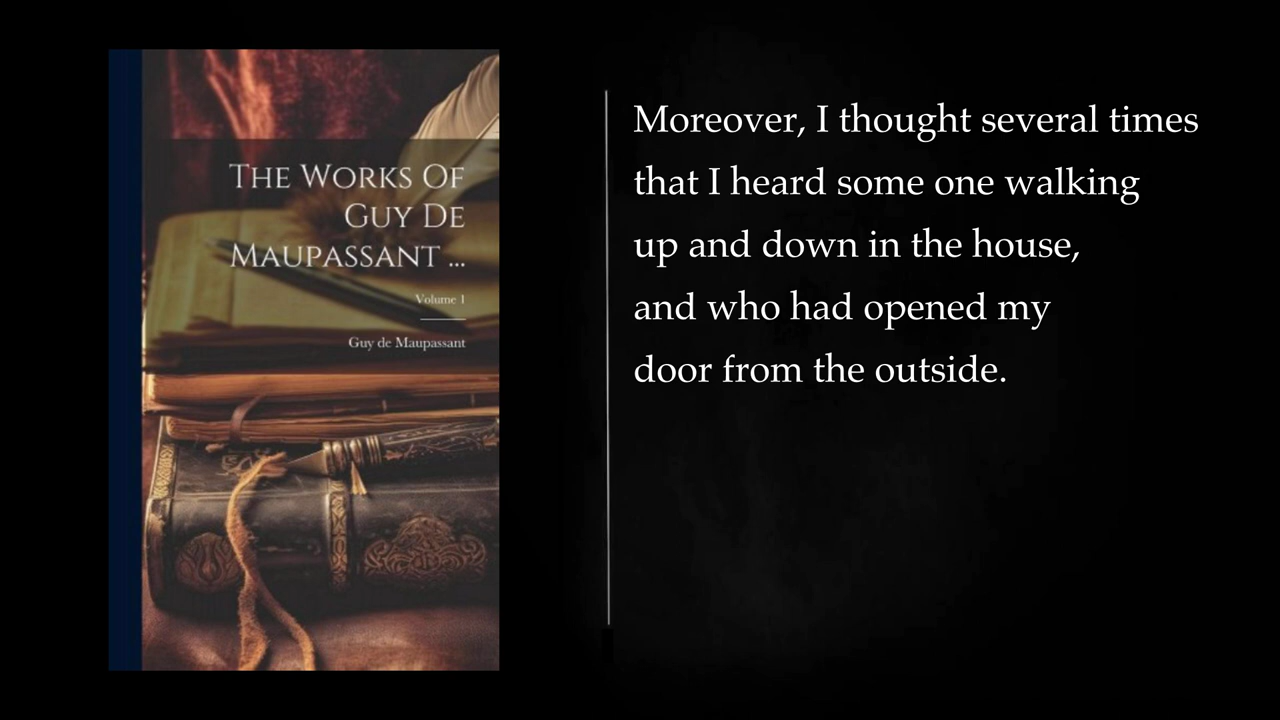 The Works Of
Guy De
Maupassant ...
Volume 1
Guy de Maupassant
Moreover, I thought several times
that I heard some one walking
up and down in the house,
and who had opened my
door from the outside.